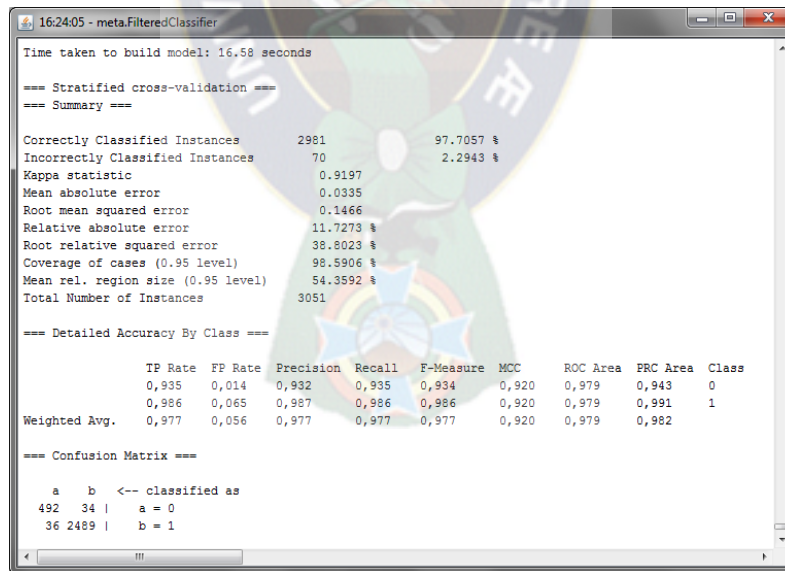 16:24:05 - meta.FilteredClassifier
Time taken to build model: 16.58 seconds
=== Stratified cross-validation ===
=== Summary ===
Correctly Classified Instances 2981 97.7057 %
Incorrectly Classified Instances 70 2.2943 %
Kappa statistic 0.9197
Mean absolute error 0.0335
Root mean squared error 0.1466
Relative absolute error 11.7273 %
Root relative squared error 38.8023 %
Coverage of cases (0.95 level) 98.5906 %
Mean rel. region size (0.95 level) 54.3592 %
Total Number of Instances 3051
=== Detailed Accuracy By Class ===
TP Rate FP Rate Precision Recall F-Measure MCC ROC Area PRC Area Class
0,935 0,014 0,932 0,935 0,934 0,920 0,979 0,943 0
0,986 0,065 0,987 0,986 0,986 0,920 0,979 0,991 1
Weighted Avg. 0,977 0,056 0,977 0,977 0,977 0,920 0,979 0,982
=== Confusion Matrix ===
a b <-- classified as
492 34 | a = 0
36 2489 | b = 1